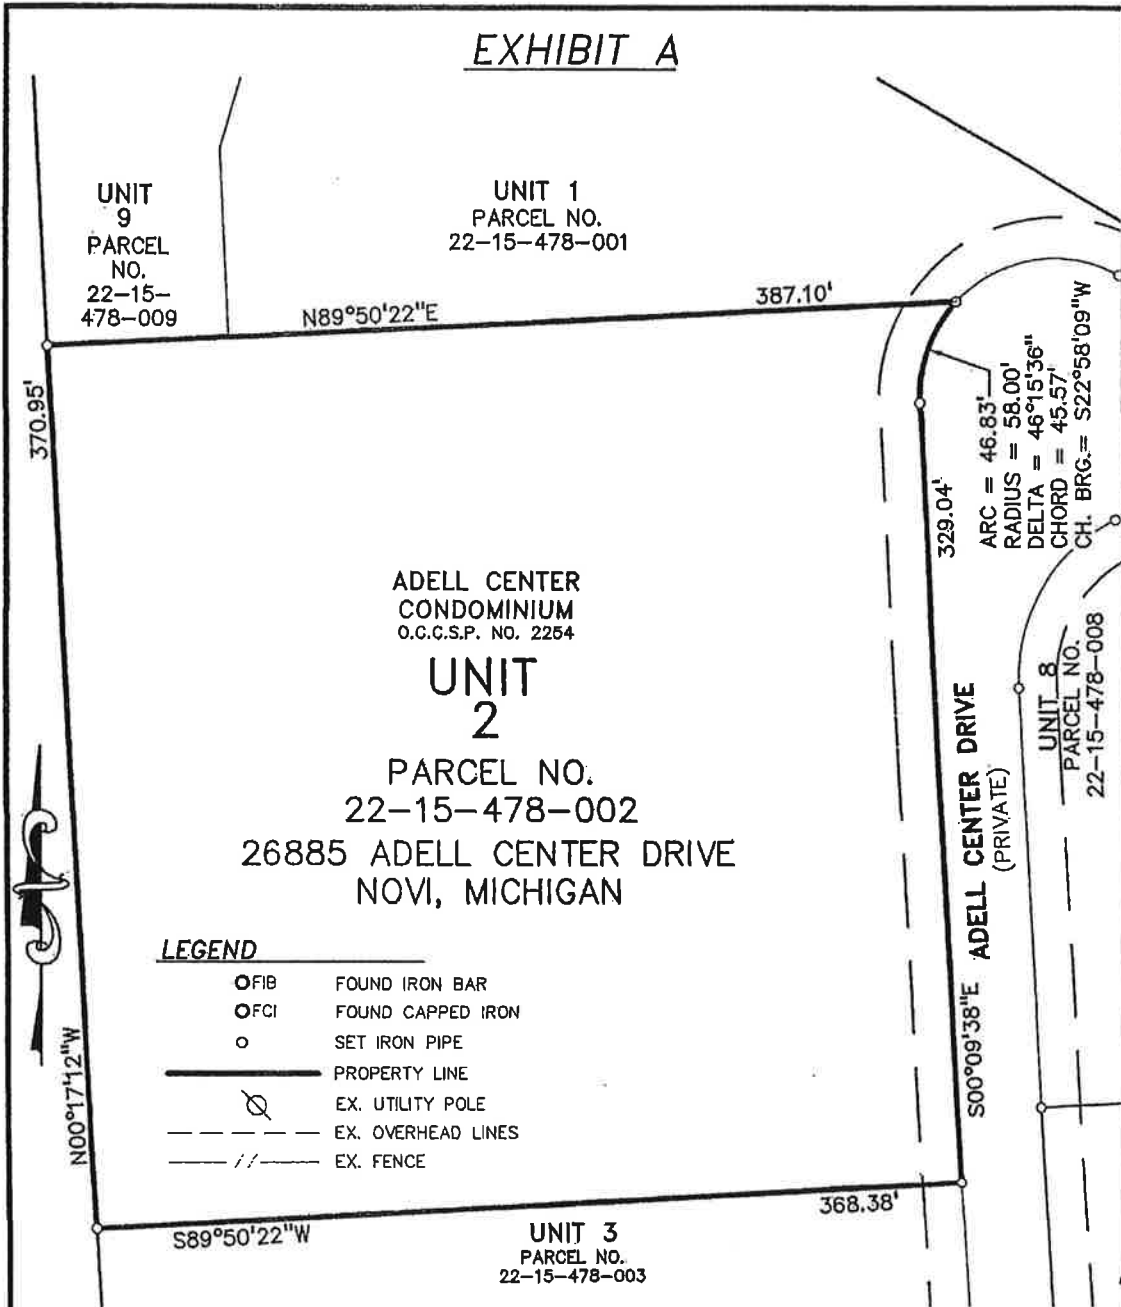 EXHIBIT A
UNIT
9
PARCEL
NO.
22-15-
478-009
UNIT 1
PARCEL NO.
22-15-478-001
N89°50'22"E
387.10'
370.95'
ARC = 46.83'
RADIUS = 58.00'
DELTA = 46°15'36"
CHORD = 45.57'
CH. BRG.= S22°58'09"W
329.04'
ADELL CENTER
CONDOMINIUM
O.C.C.S.P. NO. 2254
UNIT
2
PARCEL NO.
22-15-478-002
26885 ADELL CENTER DRIVE
NOVI, MICHIGAN
UNIT 8
PARCEL NO.
22-15-478-008
ADELL CENTER DRIVE
(PRIVATE)
S00°09'38"E
N00°17'12"W
LEGEND
FIB FOUND IRON BAR
FCI FOUND CAPPED IRON
SET IRON PIPE
PROPERTY LINE
EX. UTILITY POLE
EX. OVERHEAD LINES
EX. FENCE
S89°50'22"W
368.38'
UNIT 3
PARCEL NO.
22-15-478-003